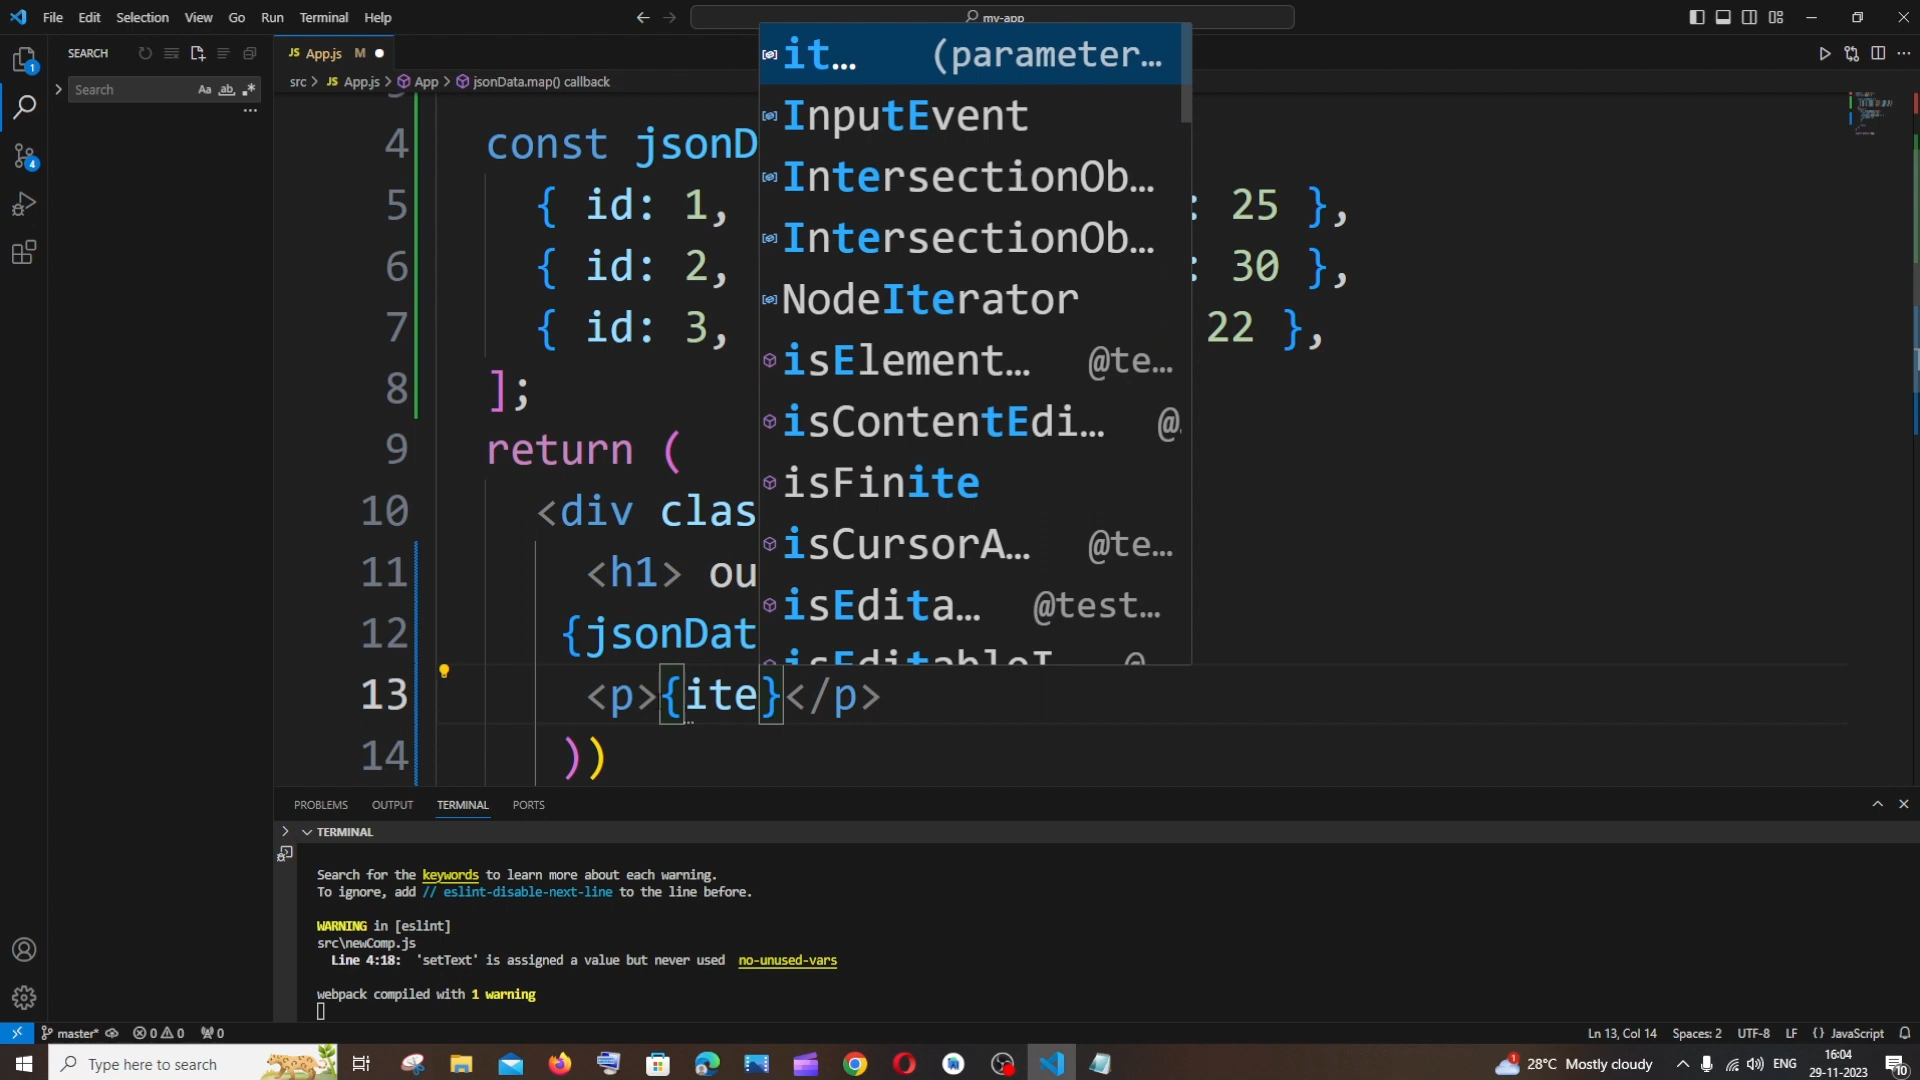 File Edit Selection View Go Run Terminal Help
my-app
SEARCH
Search
Aa ab
App.js M
src > App.js > App > jsonData.map() callback
4 const jsonD
5 { id: 1, : 25 },
6 { id: 2, : 30 },
7 { id: 3, 22 },
8 ];
9 return (
10 <div clas
11 <h1> ou
12 {jsonDat
13 <p>{ite}</p>
14 ))
it… (parameter…
InputEvent
IntersectionOb…
IntersectionOb…
NodeIterator
isElement… @te…
isContentEdi… @
isFinite
isCursorA… @te…
isEdita… @test…
PROBLEMS OUTPUT TERMINAL PORTS
TERMINAL
Search for the keywords to learn more about each warning.
To ignore, add // eslint-disable-next-line to the line before.
WARNING in [eslint]
src\newComp.js
Line 4:18: 'setText' is assigned a value but never used no-unused-vars
webpack compiled with 1 warning
master* 0 0 0
Ln 13, Col 14 Spaces: 2 UTF-8 LF {} JavaScript
Type here to search
28°C Mostly cloudy
ENG
16:04
29-11-2023
10
1
4
1